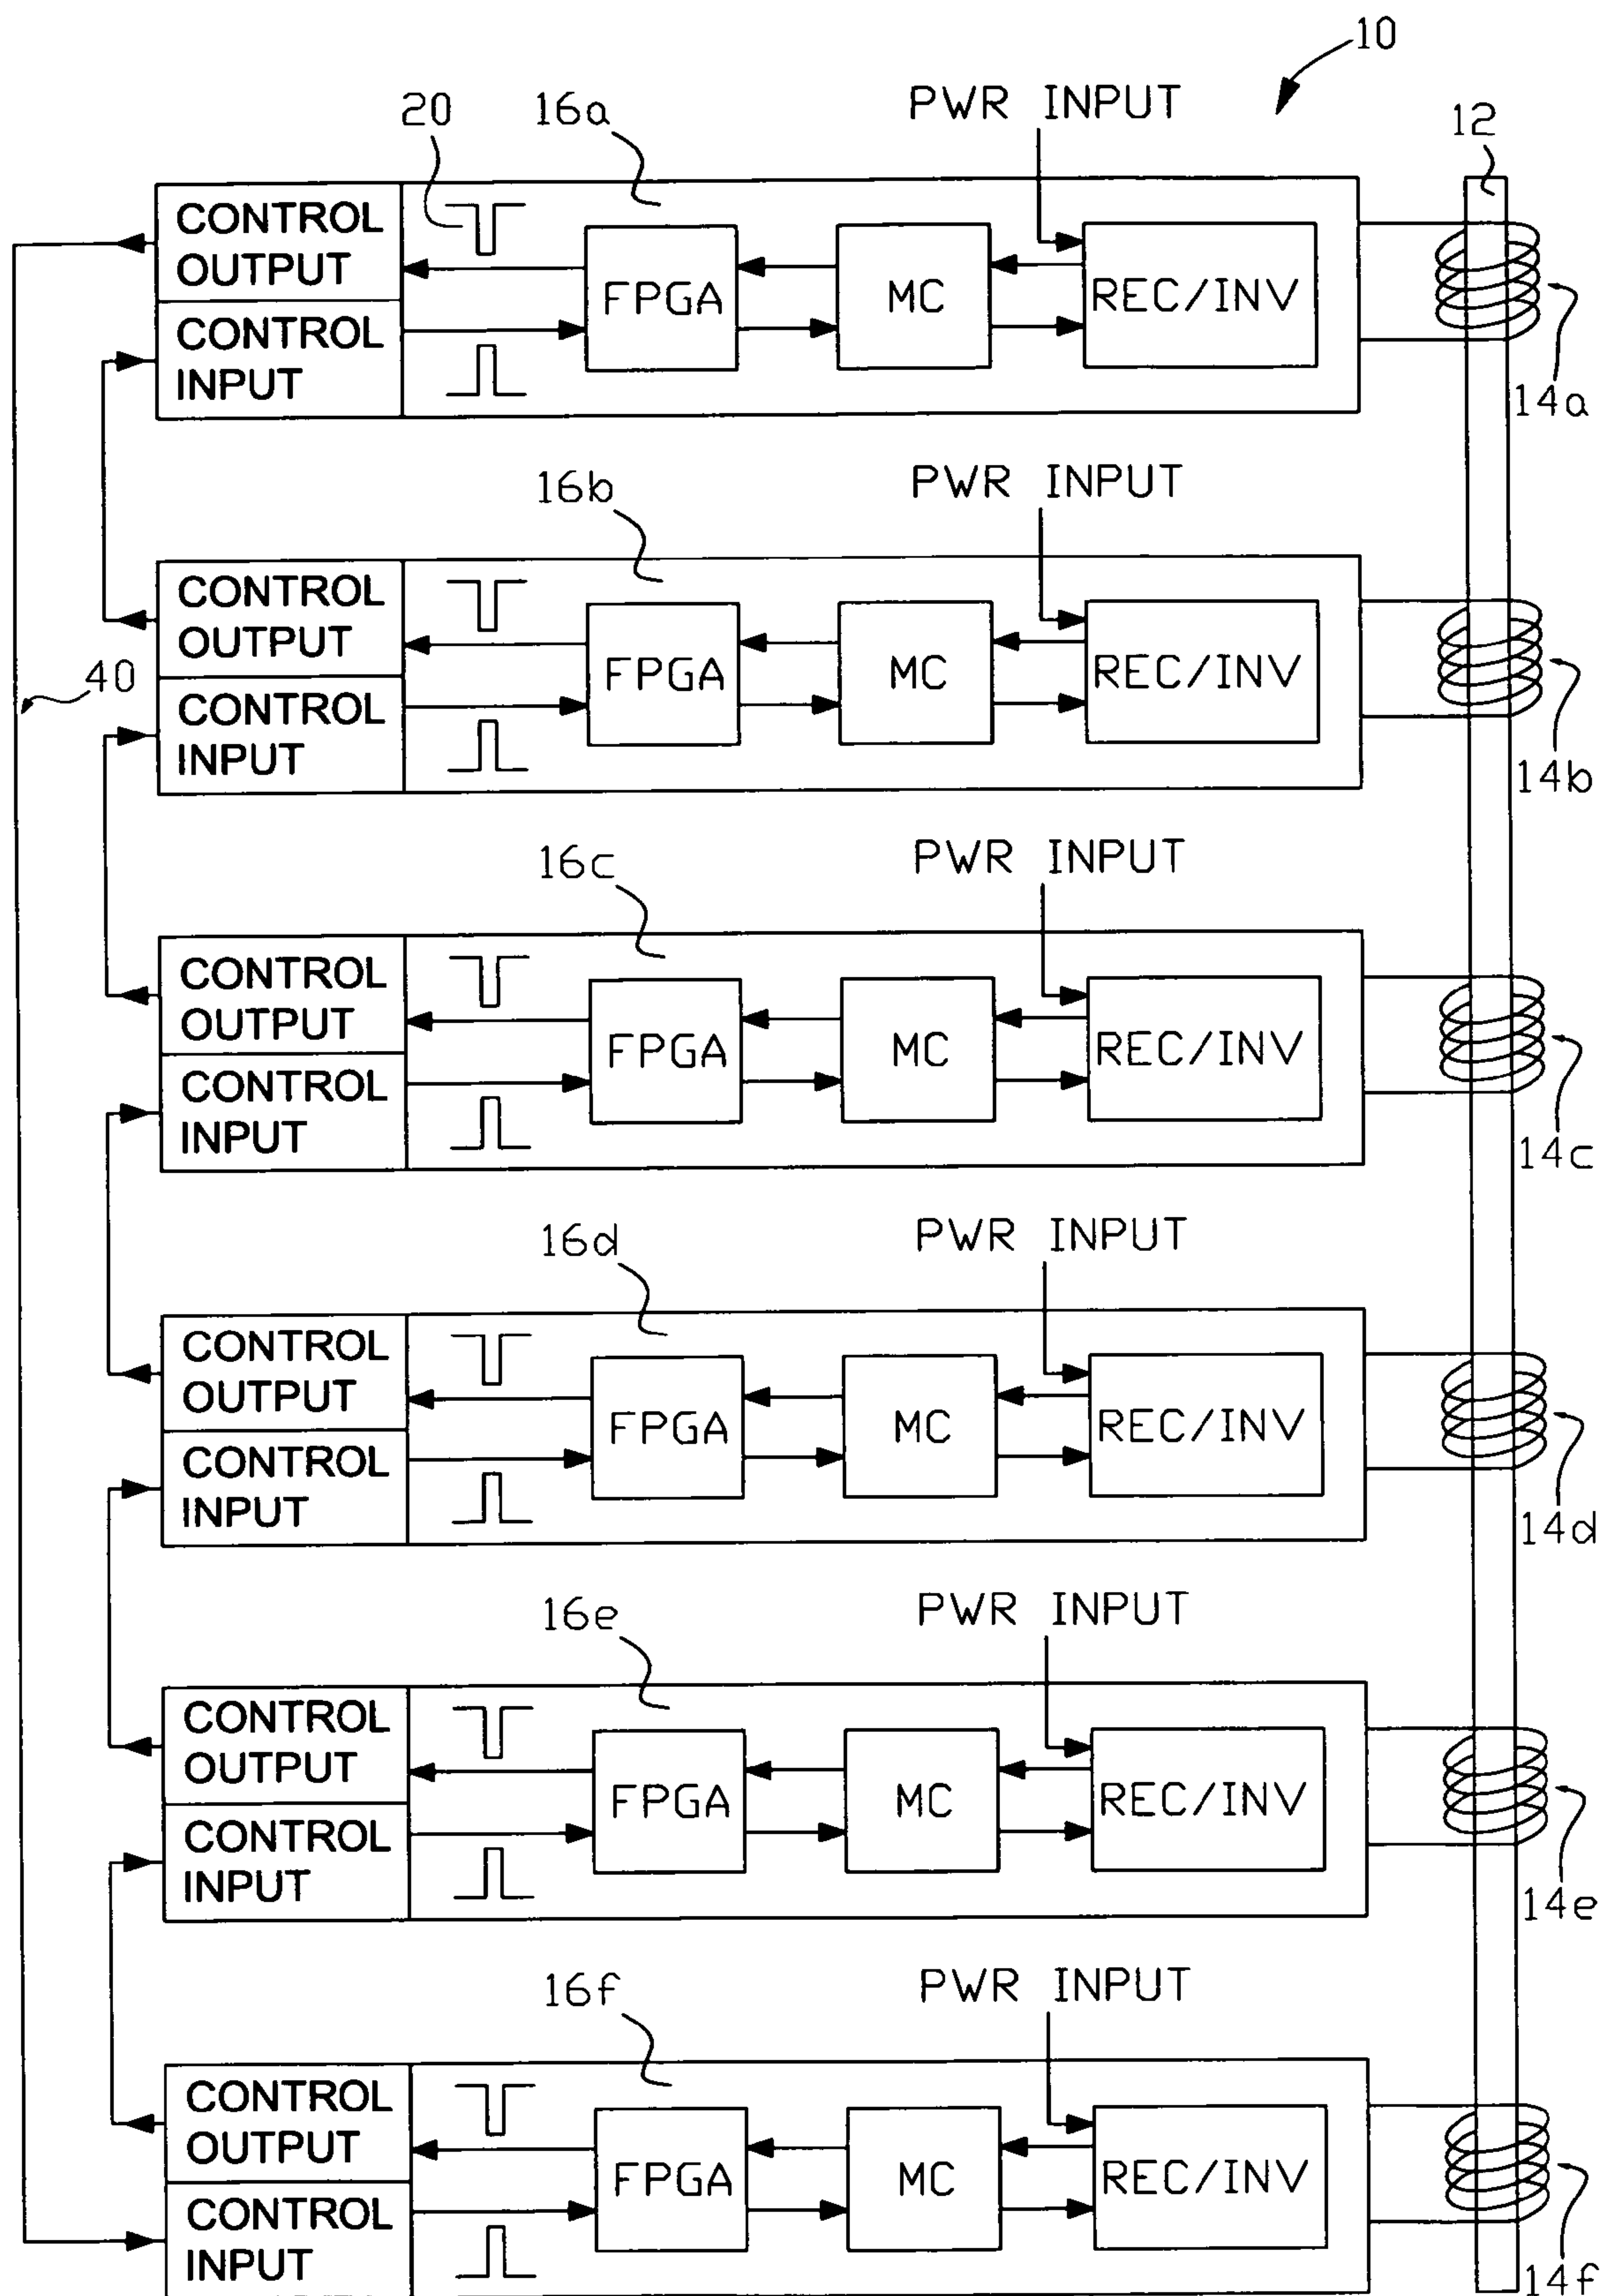 10
PWR INPUT
20
16a
12
CONTROL
OUTPUT
CONTROL
INPUT
FPGA
MC
REC/INV
14a
PWR INPUT
16b
CONTROL
OUTPUT
CONTROL
INPUT
FPGA
MC
REC/INV
40
14b
PWR INPUT
16c
CONTROL
OUTPUT
CONTROL
INPUT
FPGA
MC
REC/INV
14c
PWR INPUT
16d
CONTROL
OUTPUT
CONTROL
INPUT
FPGA
MC
REC/INV
14d
PWR INPUT
16e
CONTROL
OUTPUT
CONTROL
INPUT
FPGA
MC
REC/INV
14e
PWR INPUT
16f
CONTROL
OUTPUT
CONTROL
INPUT
FPGA
MC
REC/INV
14f